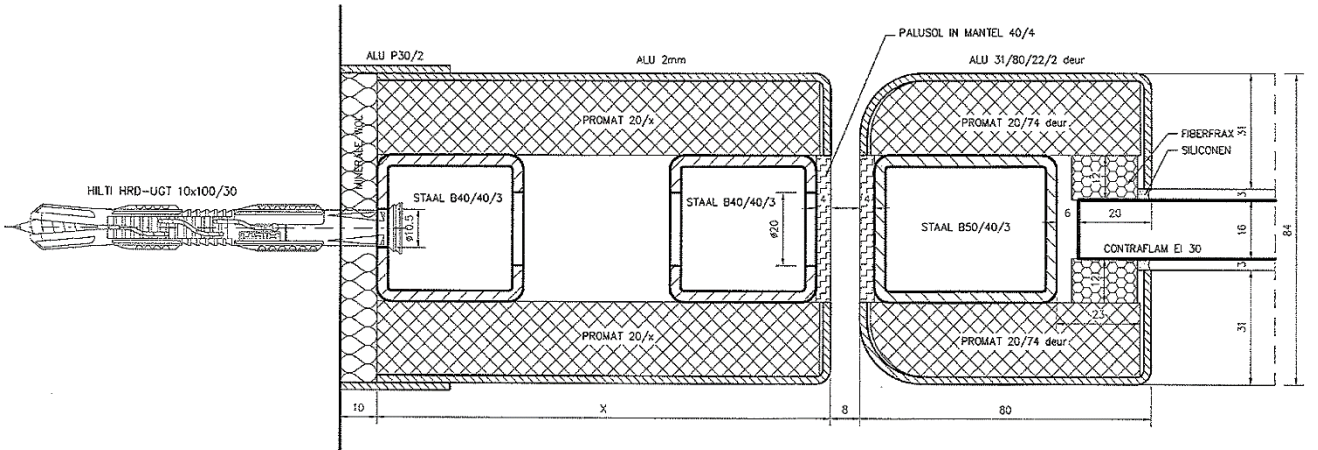 PALUSOL IN MANTEL 40/4
ALU P30/2
ALU 2mm
ALU 31/80/22/2 deur
MINERALE WOL
PROMAT 20/x
PROMAT 20/74 deur
FIBERFRAX
SILICONEN
31
HILTI HRD-UGT 10x100/30
STAAL B40/40/3
STAAL B40/40/3
STAAL B50/40/3
ø10,5
ø20
4
4
6
20
12
3
16
84
CONTRAFLAM EI 30
12
3
23
31
PROMAT 20/x
PROMAT 20/74 deur
10
X
8
80